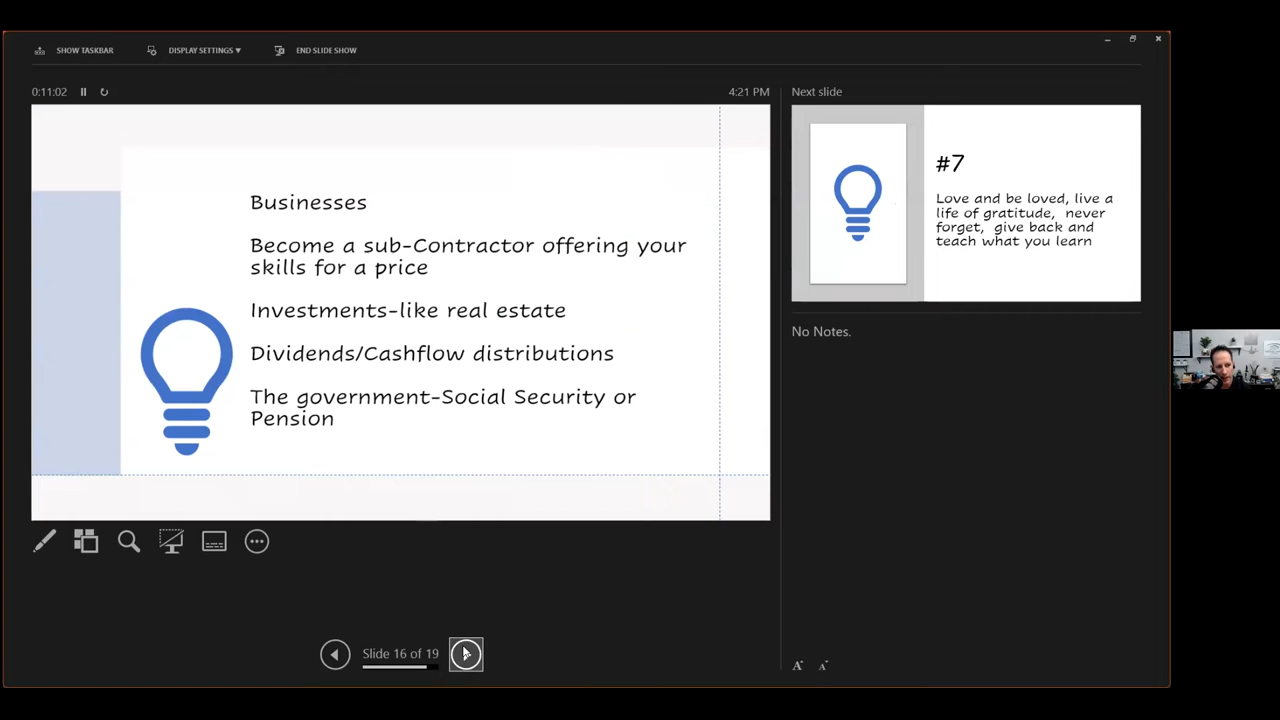 SHOW TASKBAR
DISPLAY SETTINGS ▾
END SLIDE SHOW
0:11:02
4:21 PM
Businesses
Become a sub-Contractor offering your
skills for a price
Investments-like real estate
Dividends/Cashflow distributions
The government-Social Security or
Pension
Slide 16 of 19
Next slide
#7
Love and be loved, live a
life of gratitude, never
forget, give back and
teach what you learn
No Notes.
A A